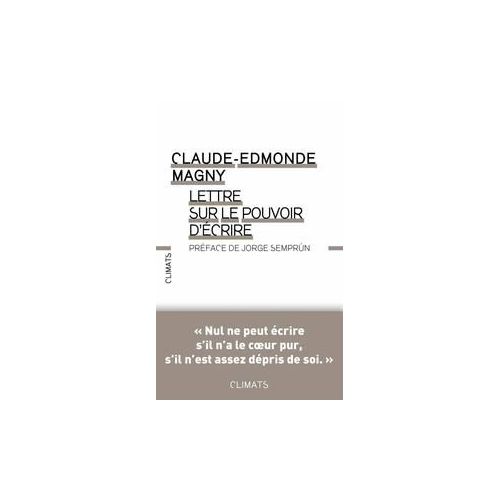 CLAUDE-EDMONDE
MAGNY
LETTRE
SUR LE POUVOIR
D'ÉCRIRE
PRÉFACE DE JORGE SEMPRÚN
CLIMATS
« Nul ne peut écrire
s'il n'a le cœur pur,
s'il n'est assez dépris de soi. »
CLIMATS